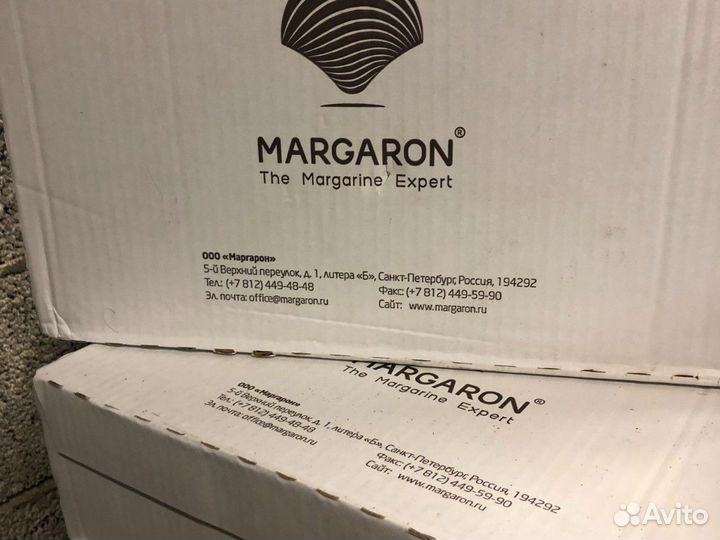 MARGARON®
The Margarine Expert
ООО «Маргарон»
5-й Верхний переулок, д. 1, литера «Б», Санкт-Петербург, Россия, 194292
Тел.: (+7 812) 449-48-48 Факс: (+7 812) 449-59-90
Эл. почта: office@margaron.ru Сайт: www.margaron.ru
MARGARON®
The Margarine Expert
ООО «Маргарон»
5-й Верхний переулок, д. 1, литера «Б», Санкт-Петербург, Россия, 194292
Тел.: (+7 812) 449-48-48 Факс: (+7 812) 449-59-90
Эл. почта: office@margaron.ru Сайт: www.margaron.ru
Avito